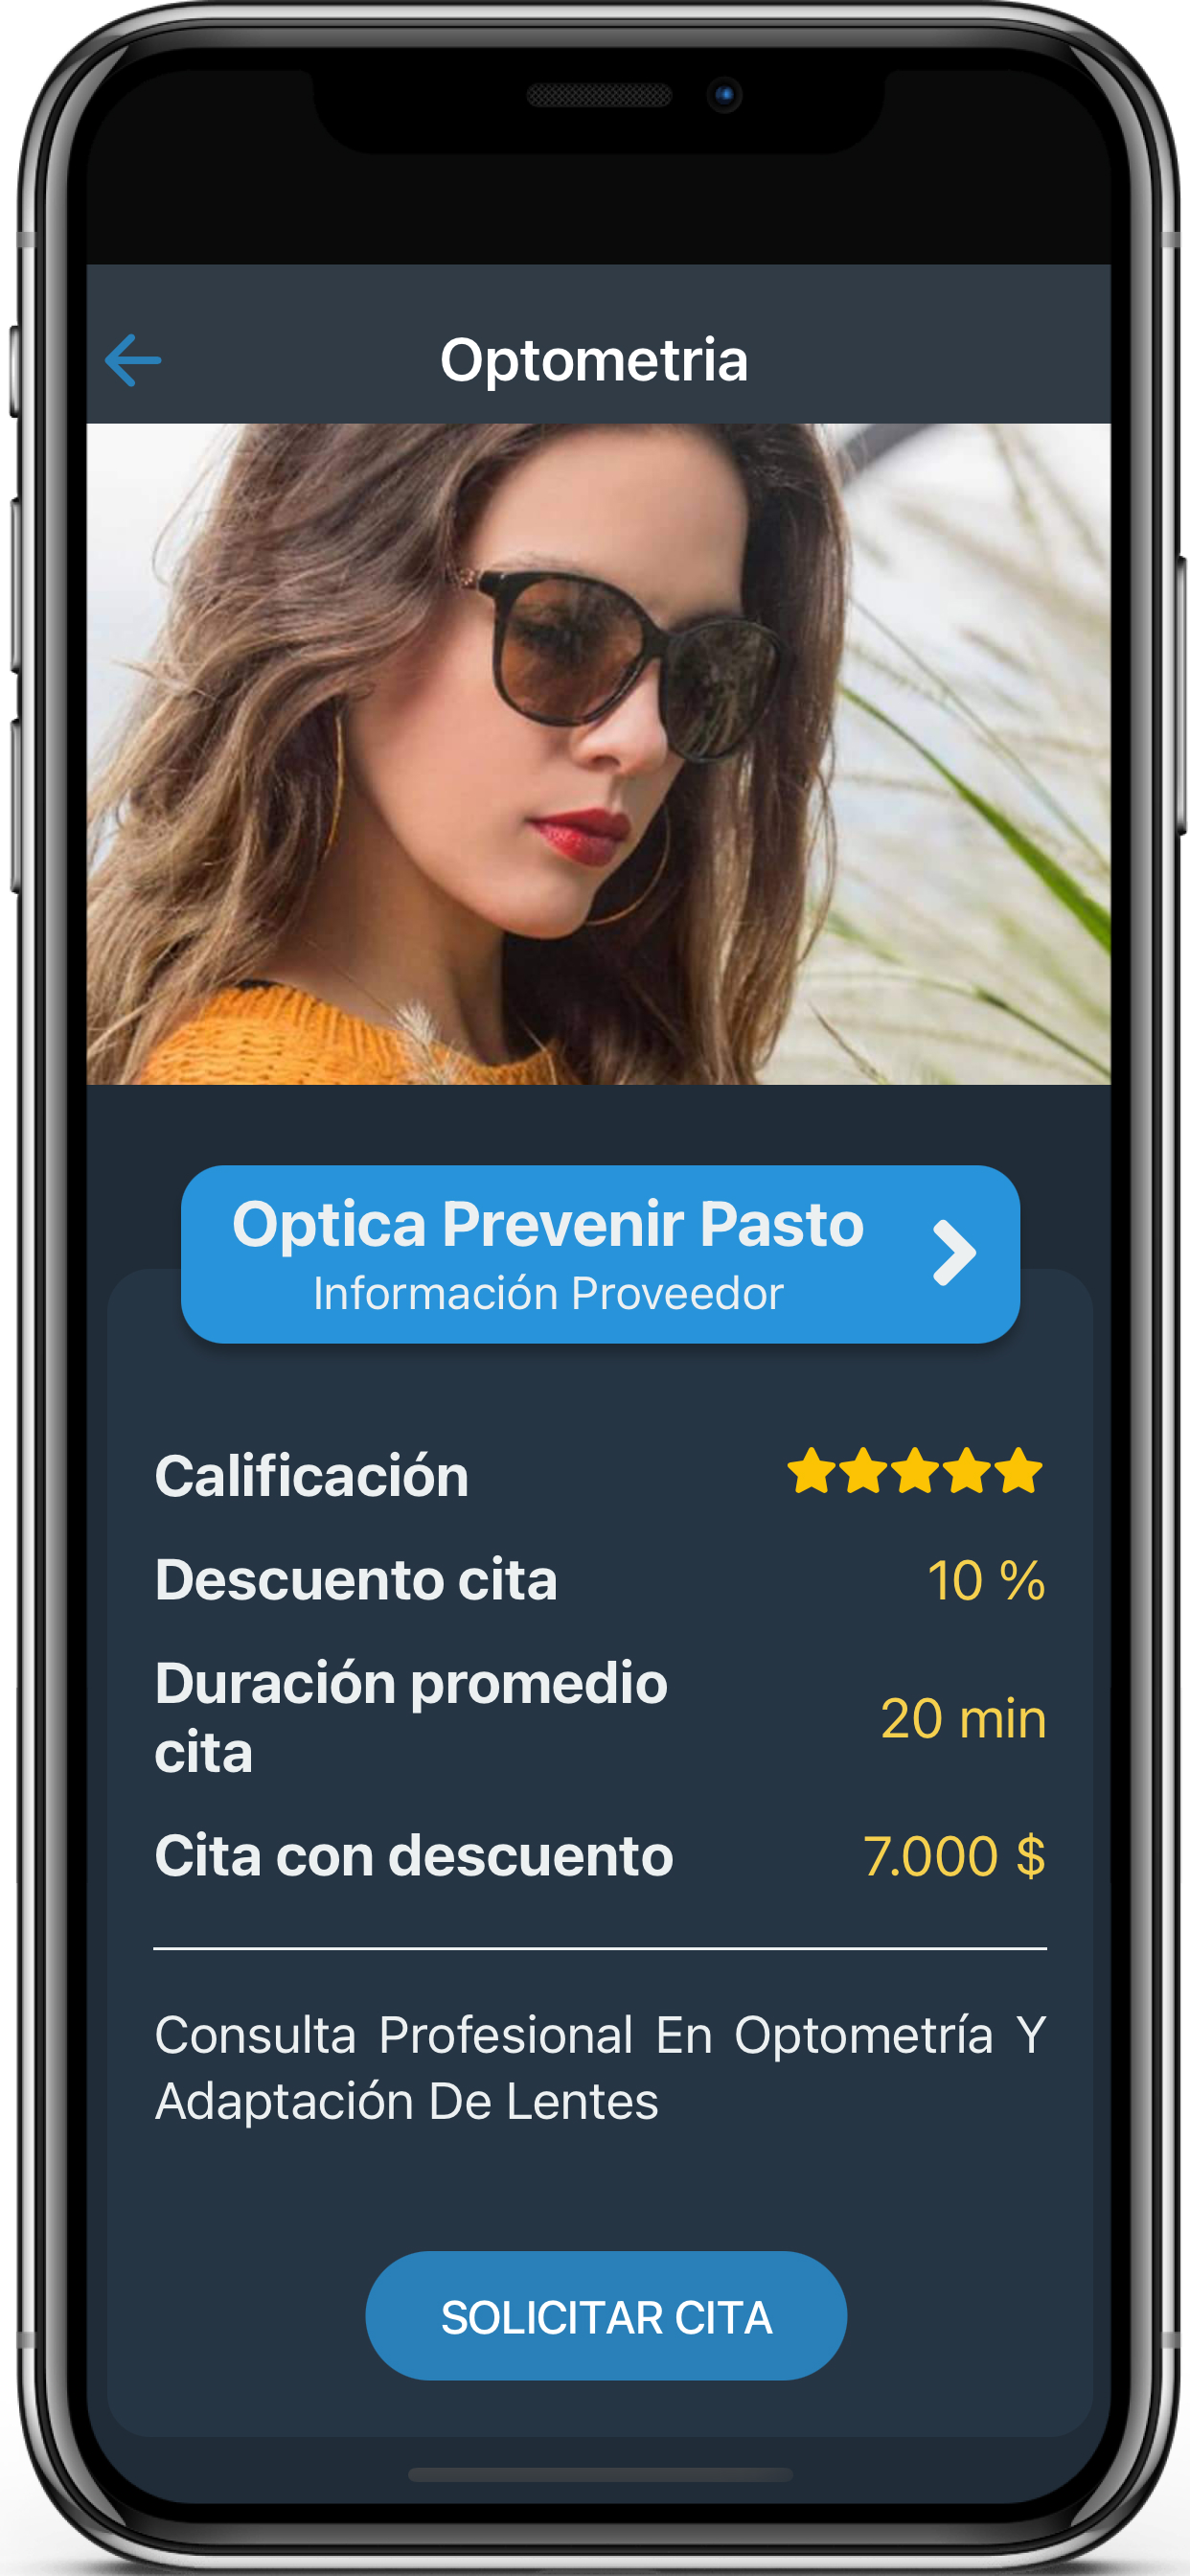 Optometria
Optica Prevenir Pasto
Información Proveedor
Calificación
Descuento cita 10 %
Duración promedio
cita 20 min
Cita con descuento 7.000 $
Consulta Profesional En Optometría Y
Adaptación De Lentes
SOLICITAR CITA